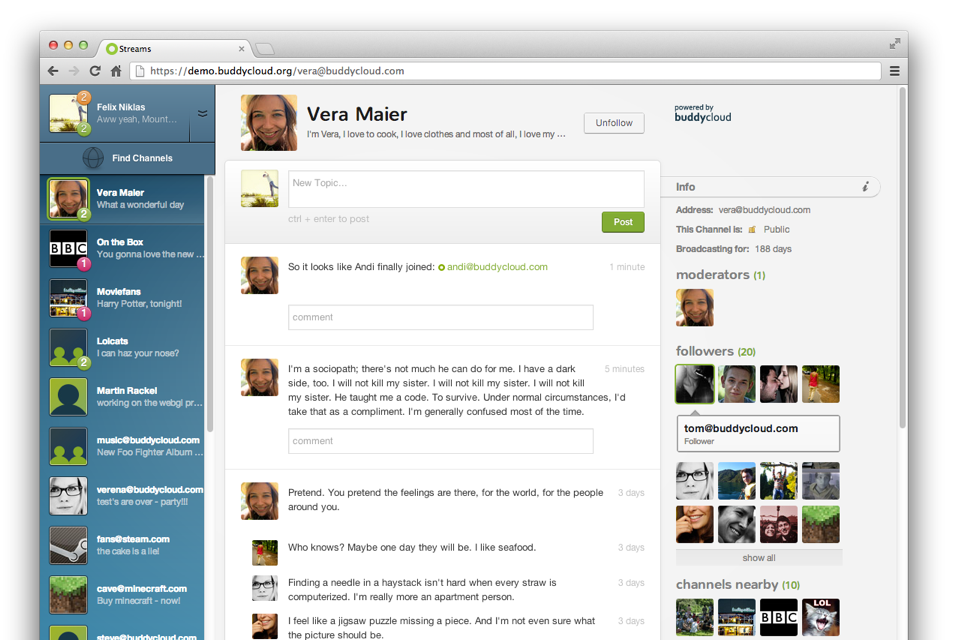 Streams
https://demo.buddycloud.org/vera@buddycloud.com
2
Felix Niklas
Aww yeah, Mount...
2
Find Channels
Vera Maier
What a wonderful day
2
On the Box
You gonna love the new ...
BBC
1
Moviefans
Harry Potter, tonight!
1
Lolcats
I can haz your nose?
2
Martin Rackel
working on the webgl pr...
music@buddycloud.com
New Foo Fighter Album ...
verena@buddycloud.com
test's are over - party!!!
fans@steam.com
the cake is a lie!
cave@minecraft.com
Buy minecraft - now!
steve@buddycloud.com
Vera Maier
I'm Vera, I love to cook, I love clothes and most of all, I love my ...
Unfollow
New Topic...
ctrl + enter to post
Post
So it looks like Andi finally joined: andi@buddycloud.com
1 minute
comment
I'm a sociopath; there's not much he can do for me. I have a dark
5 minutes
side, too. I will not kill my sister. I will not kill my sister. I will not kill
my sister. He taught me a code. To survive. Under normal circumstances, I'd
take that as a compliment. I'm generally confused most of the time.
comment
Pretend. You pretend the feelings are there, for the world, for the people
3 days
around you.
Who knows? Maybe one day they will be. I like seafood.
3 days
Finding a needle in a haystack isn't hard when every straw is
3 days
computerized. I'm really more an apartment person.
I feel like a jigsaw puzzle missing a piece. And I'm not even sure what
3 days
the picture should be.
powered by
buddycloud
Info
i
Address: vera@buddycloud.com
This Channel is: Public
Broadcasting for: 188 days
moderators (1)
followers (20)
tom@buddycloud.com
Follower
show all
channels nearby (10)
BBC
LOL